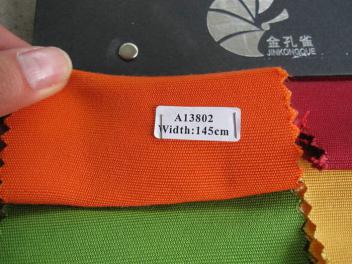 金孔雀
JINKONGQUE
A13802
Width:145cm